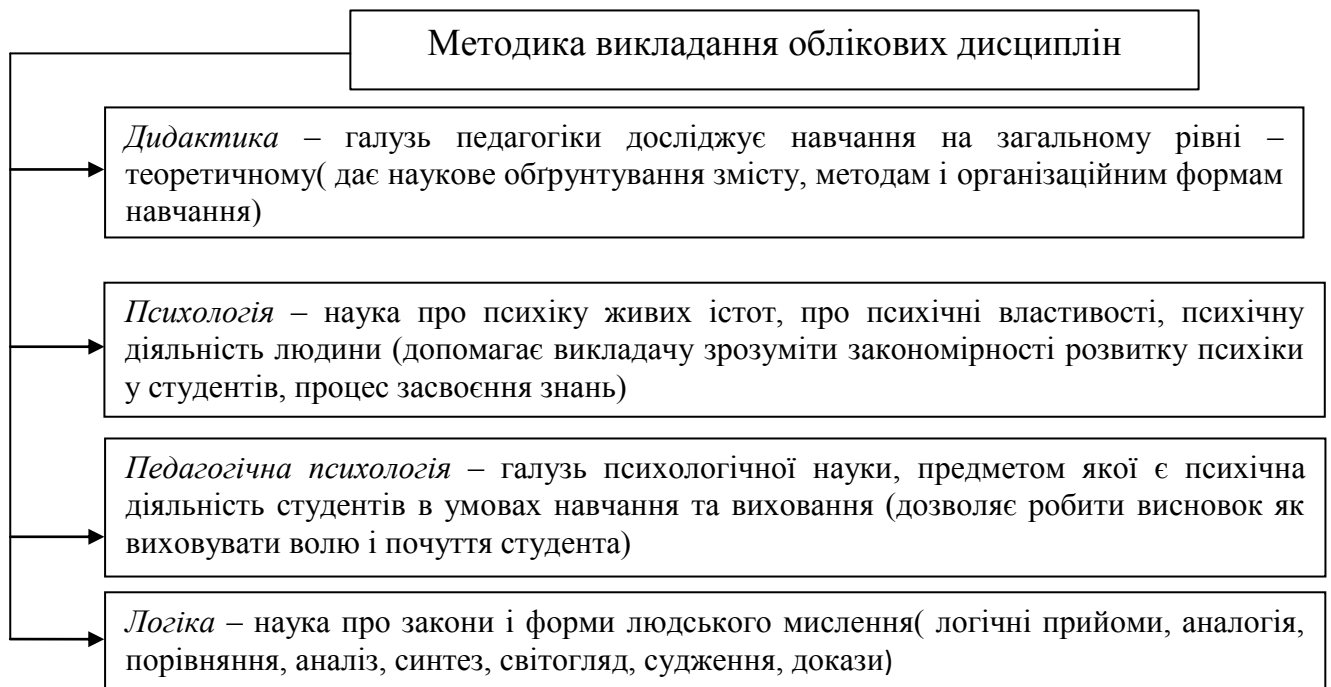 Методика викладання облікових дисциплін
Дидактика – галузь педагогіки досліджує навчання на загальному рівні –
теоретичному( дає наукове обґрунтування змісту, методам і організаційним формам
навчання)
Психологія – наука про психіку живих істот, про психічні властивості, психічну
діяльність людини (допомагає викладачу зрозуміти закономірності розвитку психіки
у студентів, процес засвоєння знань)
Педагогічна психологія – галузь психологічної науки, предметом якої є психічна
діяльність студентів в умовах навчання та виховання (дозволяє робити висновок як
виховувати волю і почуття студента)
Логіка – наука про закони і форми людського мислення( логічні прийоми, аналогія,
порівняння, аналіз, синтез, світогляд, судження, докази)